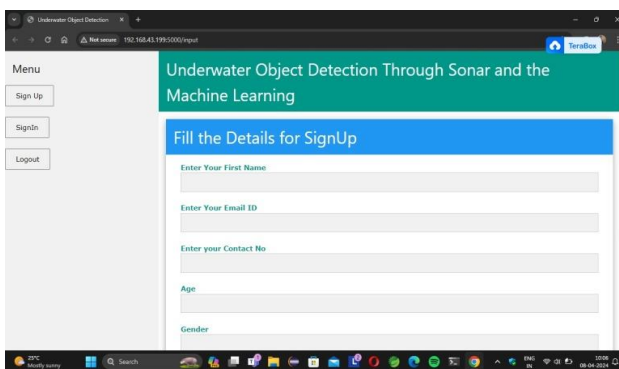 Underwater Object Detection
Not secure 192.168.43.199:5000/input
TeraBox
Menu
Sign Up
SignIn
Logout
Underwater Object Detection Through Sonar and the
Machine Learning
Fill the Details for SignUp
Enter Your First Name
Enter Your Email ID
Enter your Contact No
Age
Gender
25°C
Mostly sunny
Search
ENG
IN
10:06
08-04-2024